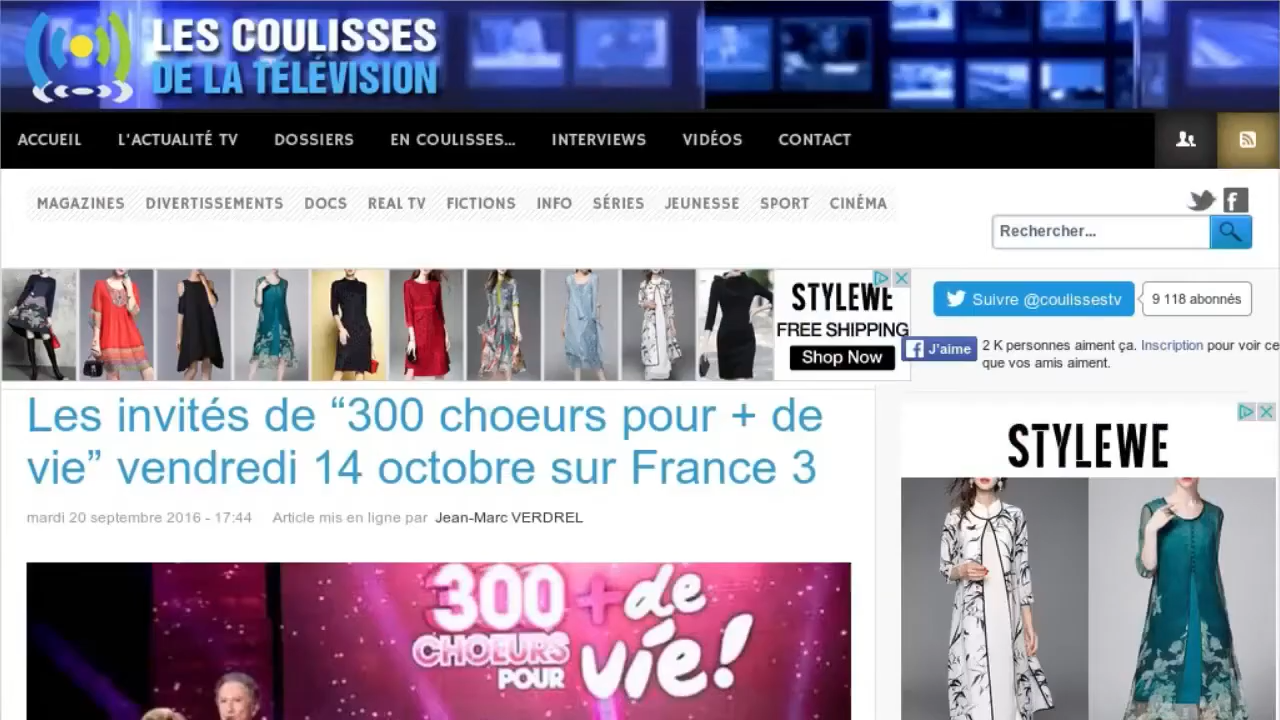 LES COULISSES
DE LA TÉLÉVISION
ACCUEIL L'ACTUALITÉ TV DOSSIERS EN COULISSES... INTERVIEWS VIDÉOS CONTACT
MAGAZINES DIVERTISSEMENTS DOCS REAL TV FICTIONS INFO SÉRIES JEUNESSE SPORT CINÉMA
Rechercher...
STYLEWE
FREE SHIPPING
Shop Now
Suivre @coulissestv 9 118 abonnés
J'aime 2 K personnes aiment ça. Inscription pour voir ce
que vos amis aiment.
STYLEWE
Les invités de “300 choeurs pour + de
vie” vendredi 14 octobre sur France 3
mardi 20 septembre 2016 - 17:44 Article mis en ligne par Jean-Marc VERDREL
300 + de
CHOEURS
POUR vie!